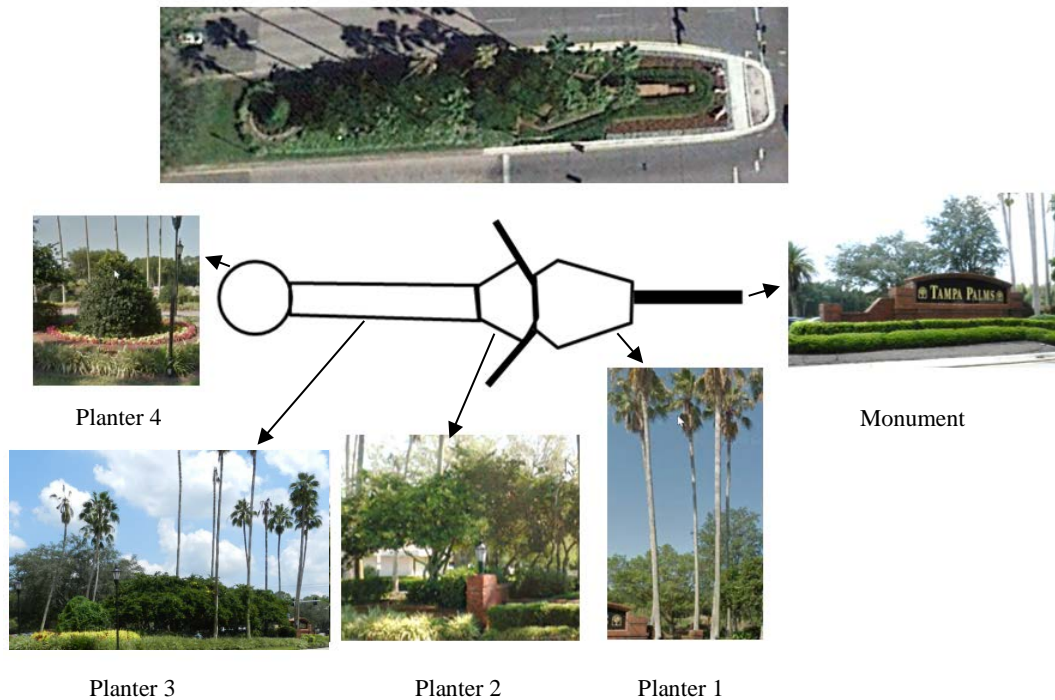 TAMPA PALMS
Planter 4
Monument
Planter 3
Planter 2
Planter 1